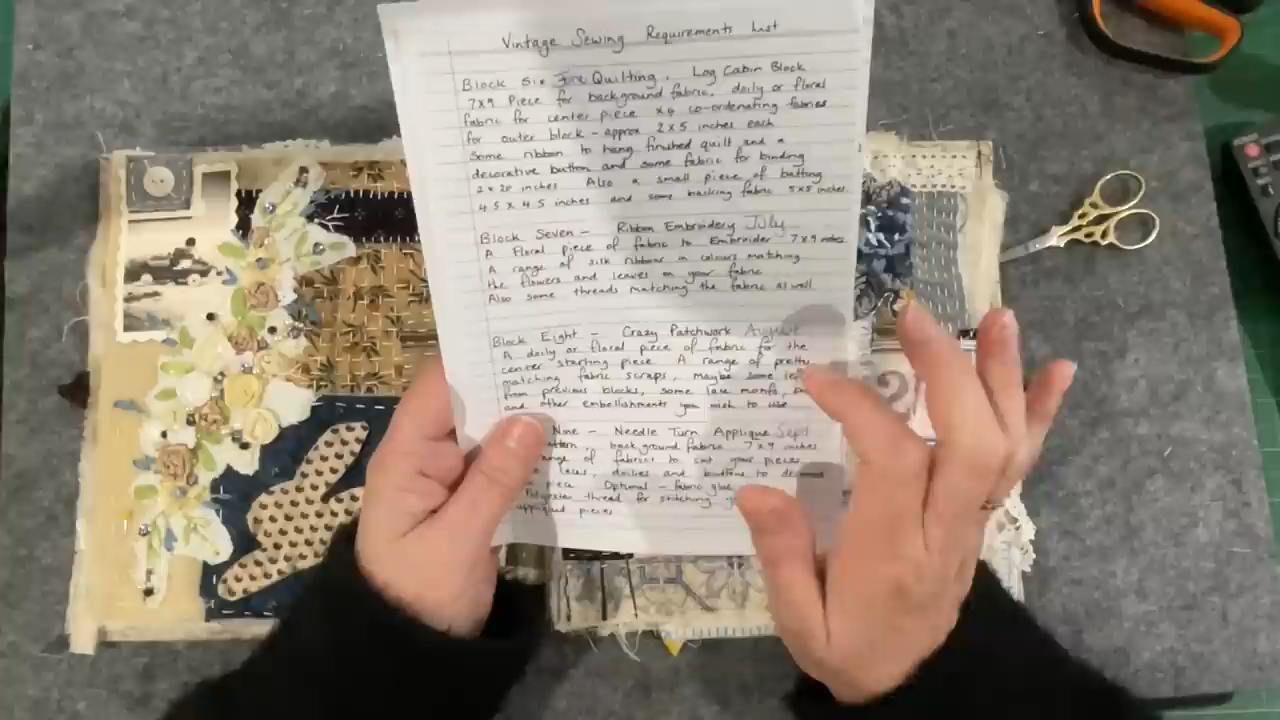 Vintage Sewing Requirements List
Block Six Quilting. Log Cabin Block
7x9 Piece for background fabric. doily or floral
fabric for center piece x4 co-ordenating fabrics
for outer block - approx 2x5 inches each
Some ribbon to hang finished quilt and a
decorative button and some fabric for binding
2x20 inches Also a small piece of batting
4.5 x 4.5 inches and some backing fabric 5x5 inches.
Block Seven - Ribbon Embroidery July
A Floral piece of fabric to Embroider 7x9 inches
A range of silk ribbons in colours matching
the flowers and leaves on your fabric
Also some threads matching the fabric as well
Block Eight - Crazy Patchwork August
A doily or floral piece of fabric for the
center starting piece A range of pretty
matching fabric scraps, maybe some
from previous blocks, some lace motifs,
and other embellishments you wish to use
Nine - Needle Turn Applique Sept
background fabric 7x9 inches
of fabrics to cut your pieces
laces, doilies and buttons to
piece Optional - fabric glue
Polyester thread for stitching
appliqued pieces